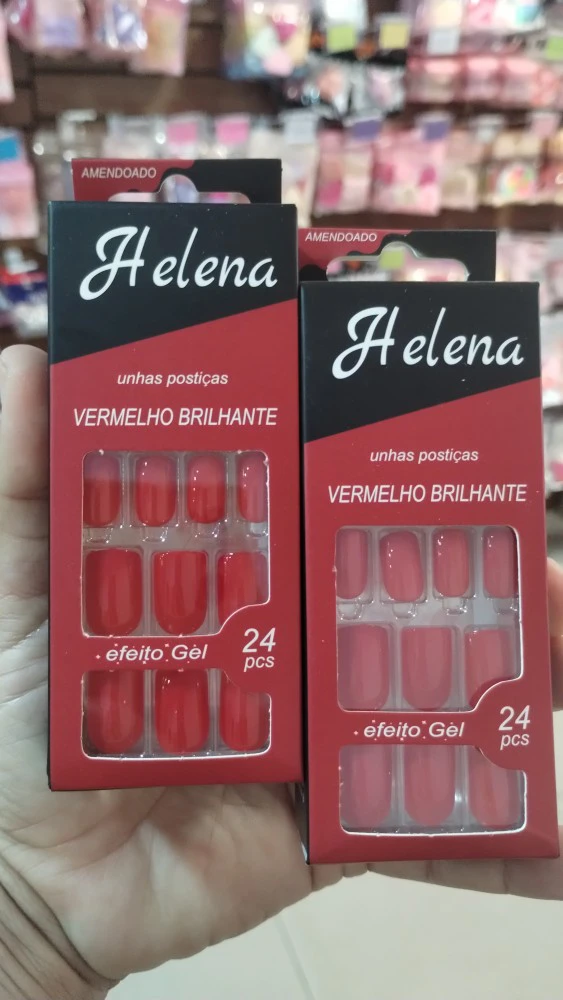 AMENDOADO
Helena
unhas postiças
VERMELHO BRILHANTE
efeito Gel
24
pcs
AMENDOADO
Helena
unhas postiças
VERMELHO BRILHANTE
efeito Gel
24
pcs